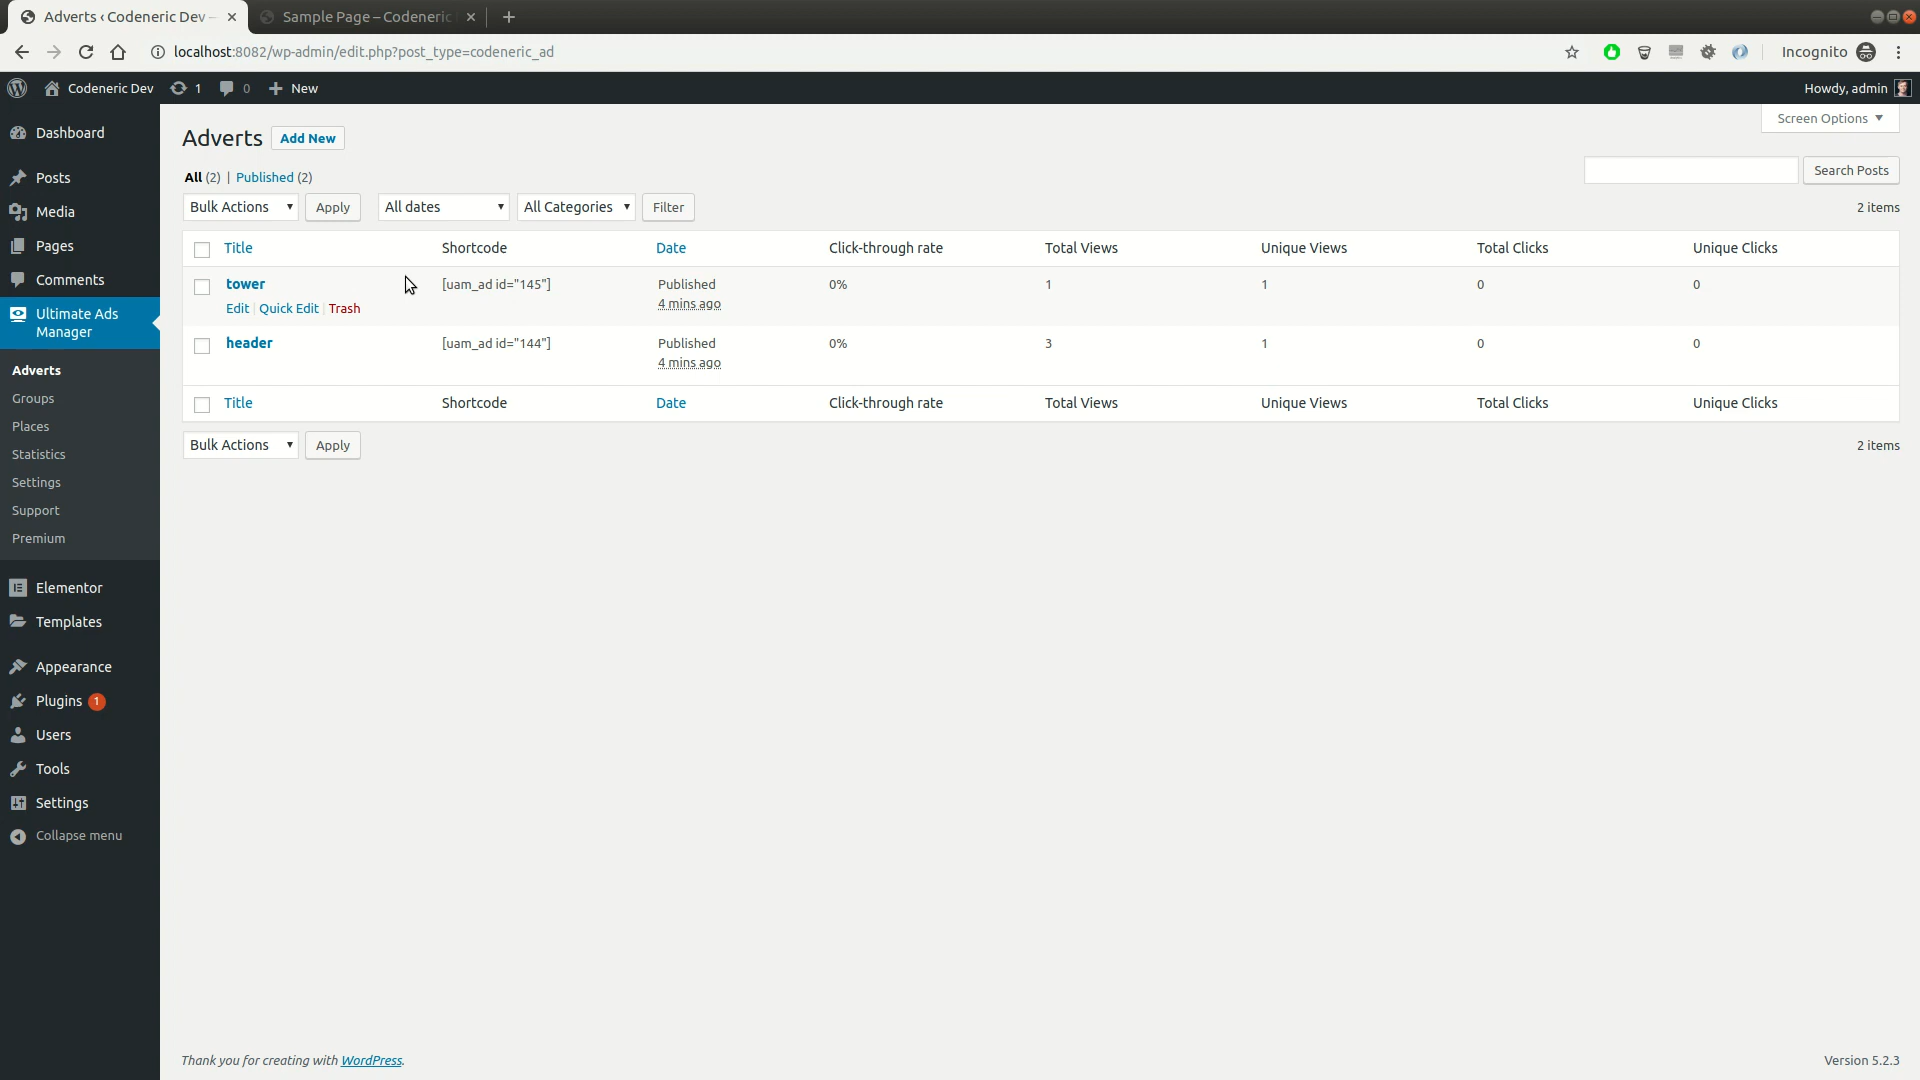 Adverts ‹ Codeneric Dev –
Sample Page – Codeneric
localhost:8082/wp-admin/edit.php?post_type=codeneric_ad
Incognito
Codeneric Dev
1
0
New
Howdy, admin
Dashboard
Posts
Media
Pages
Comments
Ultimate Ads
Manager
Adverts
Groups
Places
Statistics
Settings
Support
Premium
Elementor
Templates
Appearance
Plugins 1
Users
Tools
Settings
Collapse menu
Screen Options
Adverts Add New
All (2) | Published (2)
Search Posts
Bulk Actions Apply All dates All Categories Filter 2 items
Title Shortcode Date Click-through rate Total Views Unique Views Total Clicks Unique Clicks
tower [uam_ad id="145"] Published 0% 1 1 0 0
4 mins ago
Edit | Quick Edit | Trash
header [uam_ad id="144"] Published 0% 3 1 0 0
4 mins ago
Title Shortcode Date Click-through rate Total Views Unique Views Total Clicks Unique Clicks
Bulk Actions Apply 2 items
Thank you for creating with WordPress.
Version 5.2.3